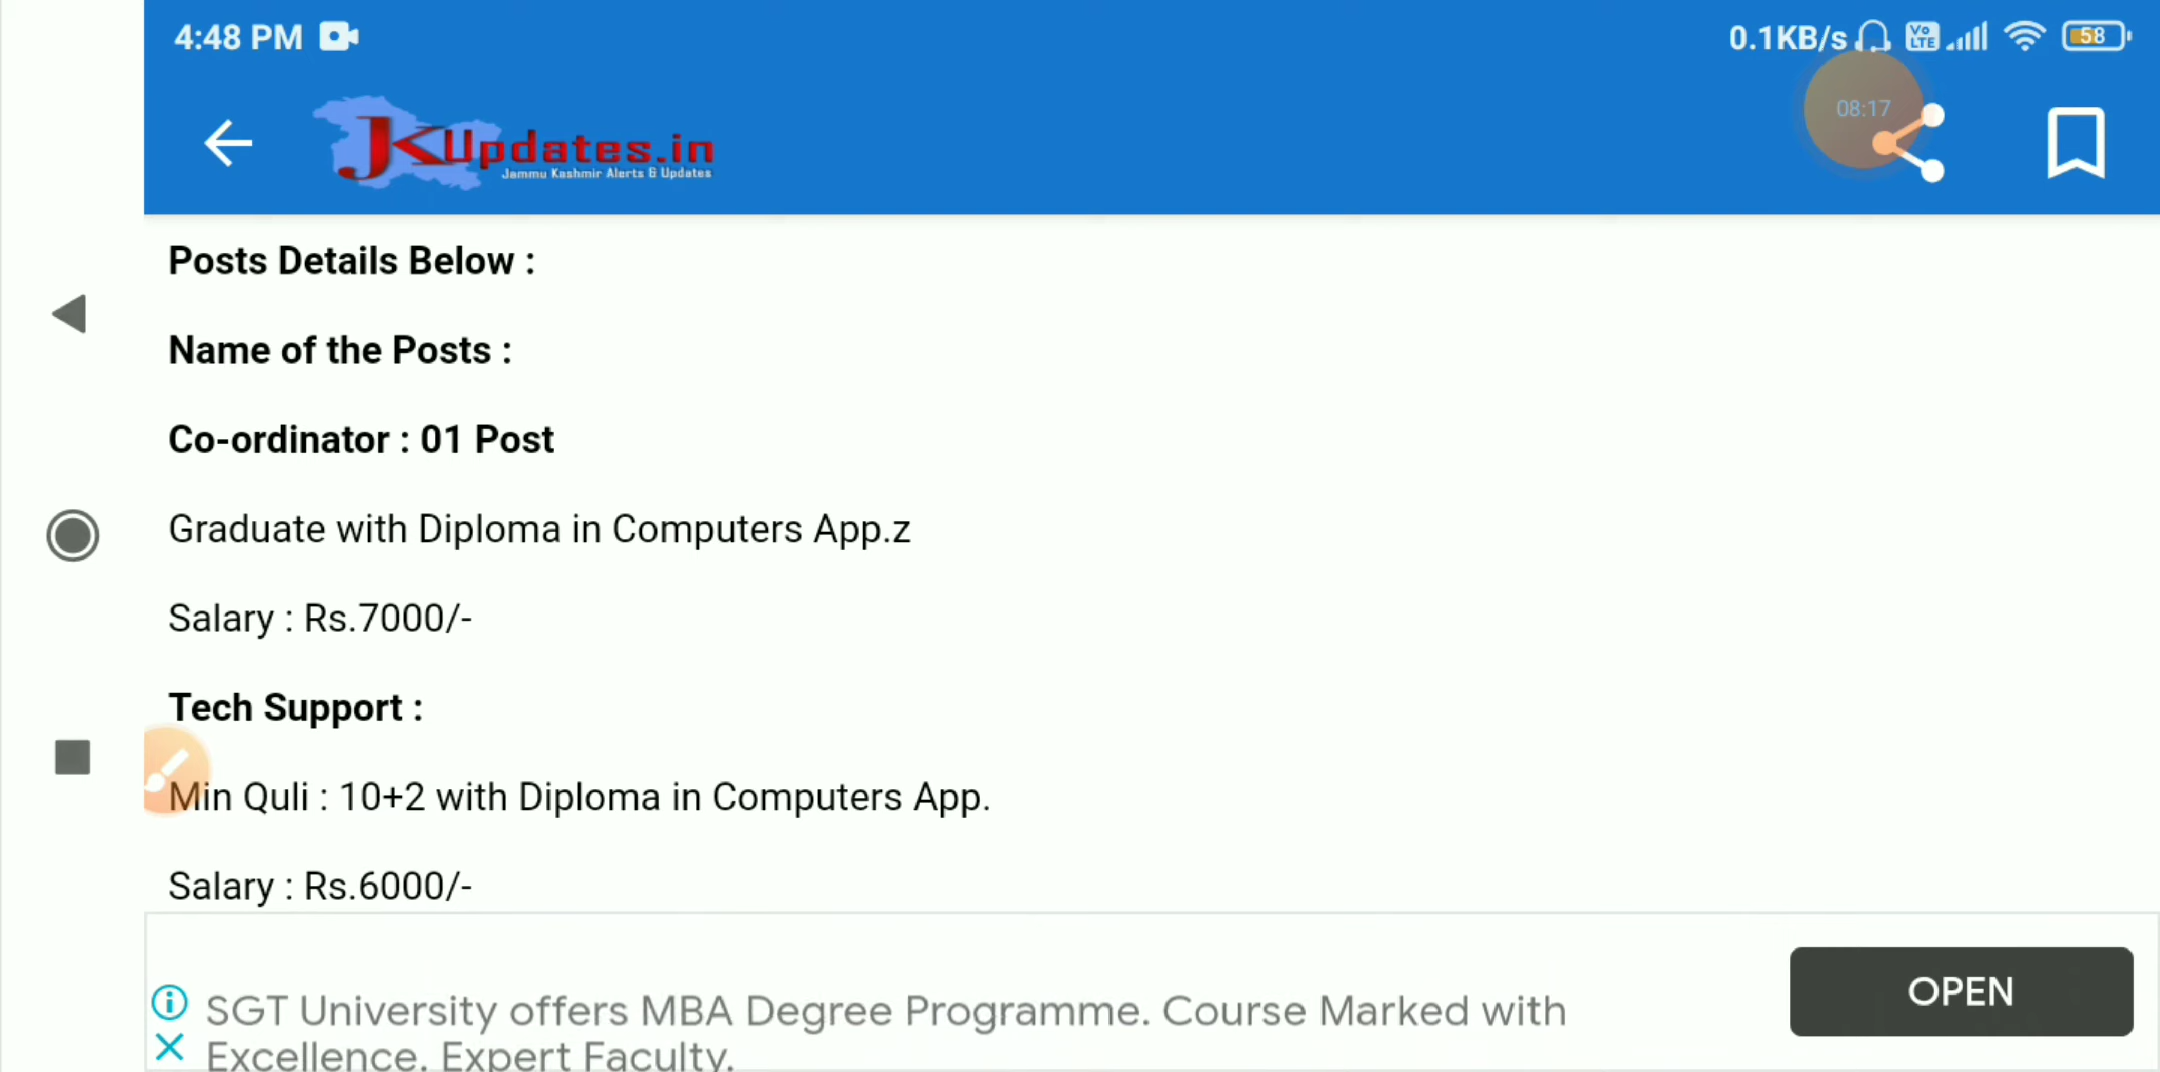 4:48 PM 0.1KB/s Vo LTE 58
08:17
JKUpdates.in
Jammu Kashmir Alerts & Updates
Posts Details Below :
Name of the Posts :
Co-ordinator : 01 Post
Graduate with Diploma in Computers App.z
Salary : Rs.7000/-
Tech Support :
Min Quli : 10+2 with Diploma in Computers App.
Salary : Rs.6000/-
SGT University offers MBA Degree Programme. Course Marked with
Excellence. Expert Faculty.
OPEN